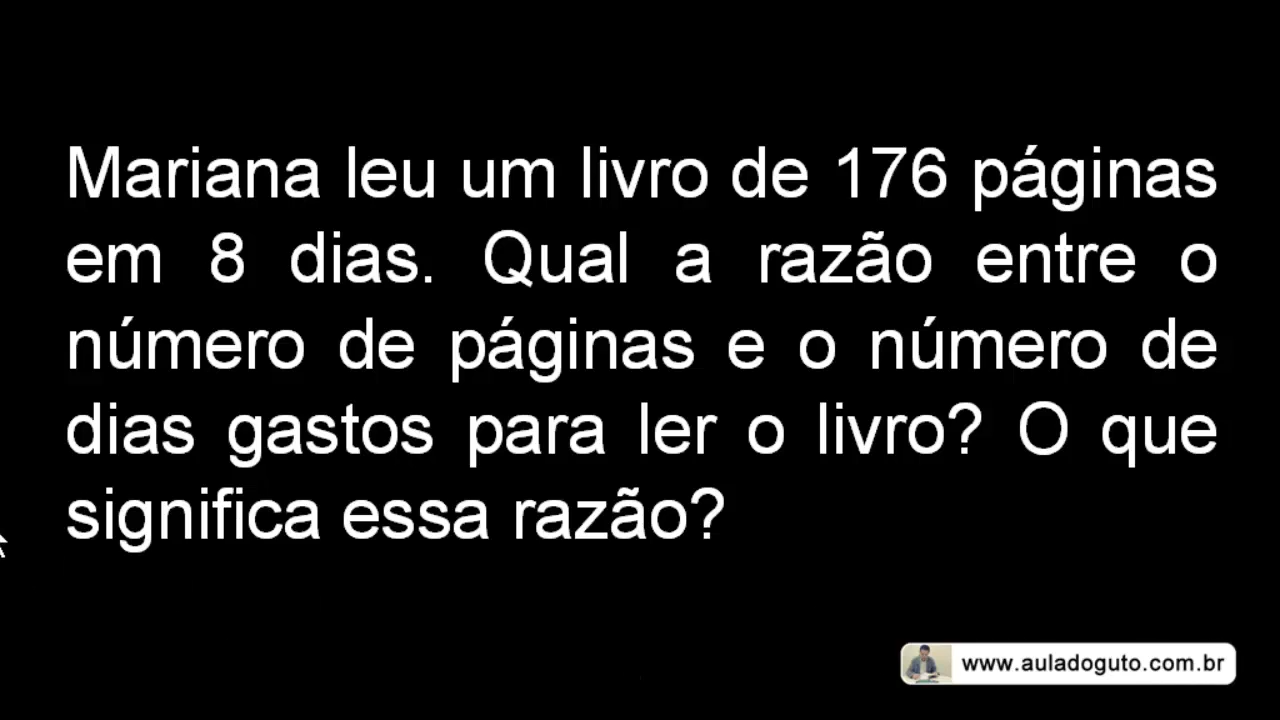 Mariana leu um livro de 176 páginas
em 8 dias. Qual a razão entre o
número de páginas e o número de
dias gastos para ler o livro? O que
significa essa razão?
www.auladoguto.com.br